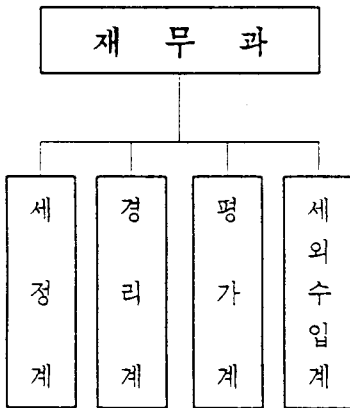 재 무 과
세정계
경리계
평가계
세외수입계